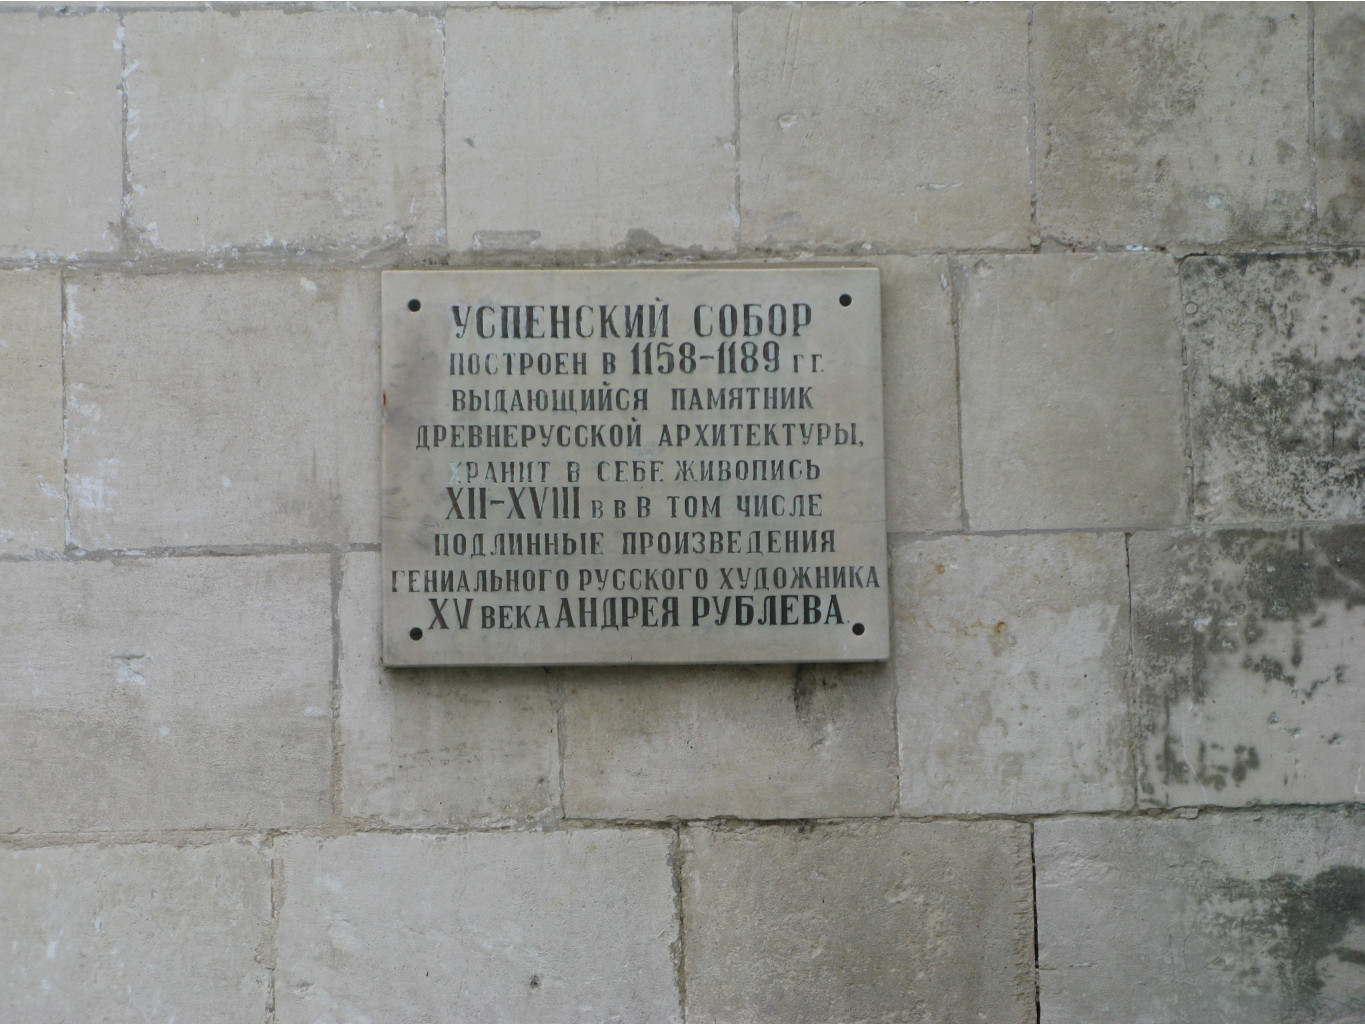 УСПЕНСКИЙ СОБОР
ПОСТРОЕН В 1158-1189 ГГ.
ВЫДАЮЩИЙСЯ ПАМЯТНИК
ДРЕВНЕРУССКОЙ АРХИТЕКТУРЫ,
ХРАНИТ В СЕБЕ ЖИВОПИСЬ
XII-XVIII В В В ТОМ ЧИСЛЕ
ПОДЛИННЫЕ ПРОИЗВЕДЕНИЯ
ГЕНИАЛЬНОГО РУССКОГО ХУДОЖНИКА
XV ВЕКА АНДРЕЯ РУБЛЕВА.